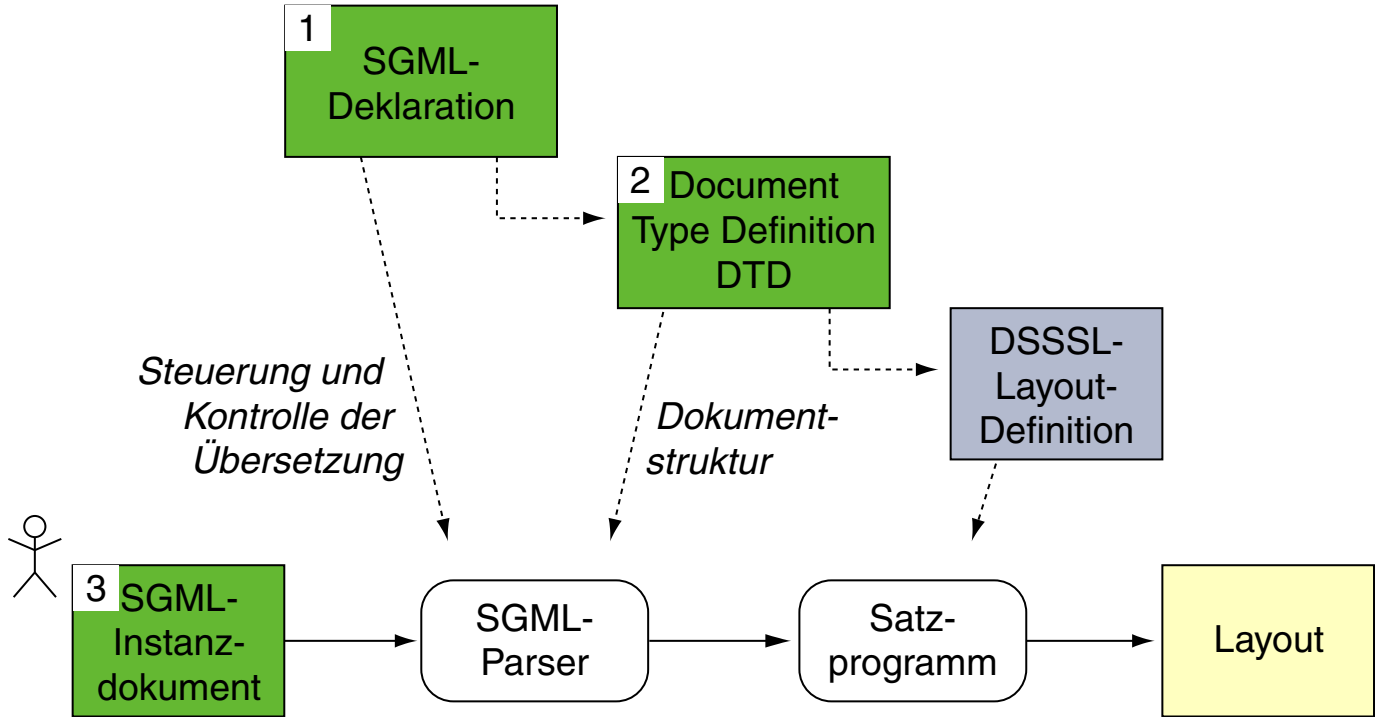 1
SGML-
Deklaration
2
Document
Type Definition
DTD
DSSSL-
Layout-
Definition
Steuerung und
Kontrolle der
Übersetzung
Dokument-
struktur
3
SGML-
Instanz-
dokument
SGML-
Parser
Satz-
programm
Layout